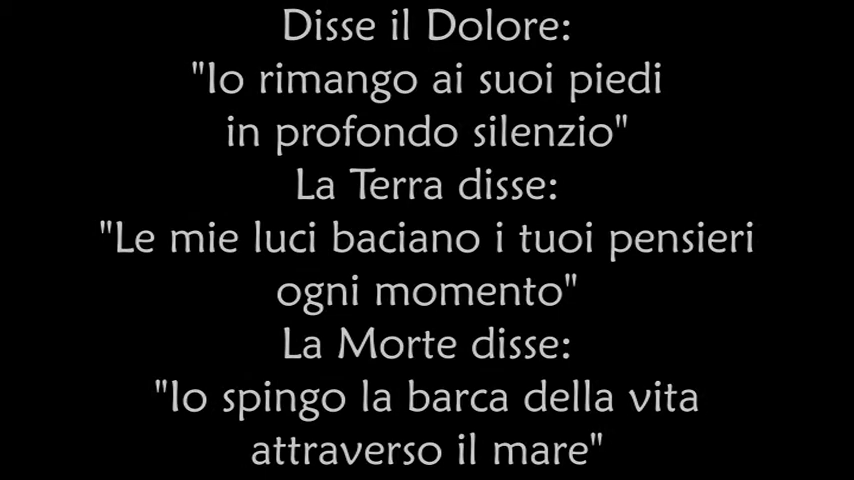 Disse il Dolore:
"Io rimango ai suoi piedi
in profondo silenzio"
La Terra disse:
"Le mie luci baciano i tuoi pensieri
ogni momento"
La Morte disse:
"Io spingo la barca della vita
attraverso il mare"